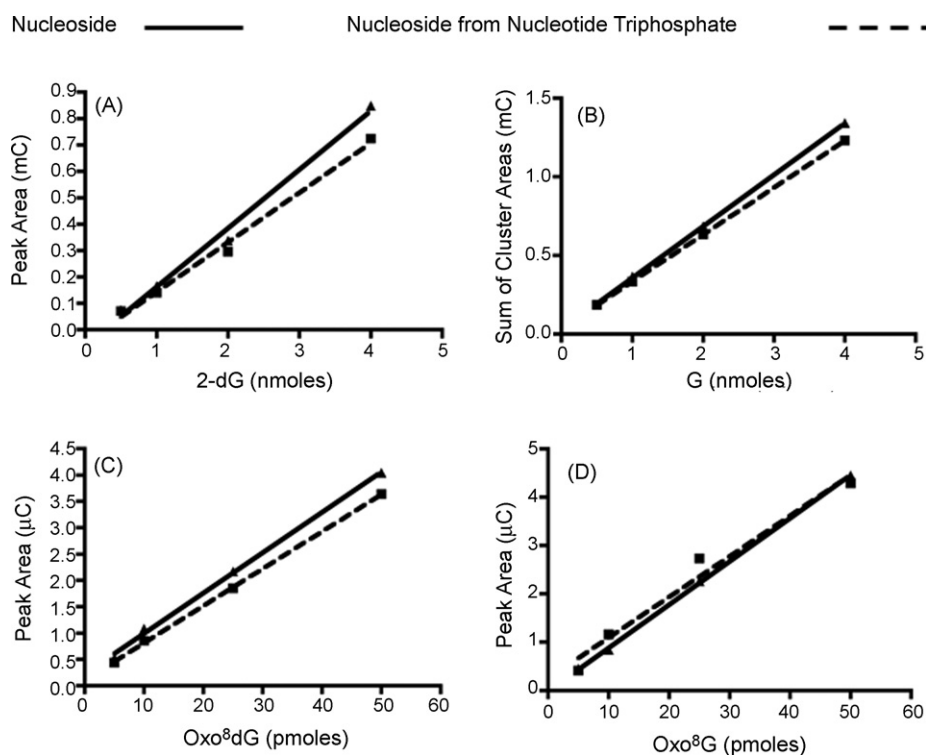 Nucleoside Nucleoside from Nucleotide Triphosphate
(A)
Peak Area (mC)
0.9
0.8
0.7
0.6
0.5
0.4
0.3
0.2
0.1
0.0
0 1 2 3 4 5
2-dG (nmoles)
(B)
Sum of Cluster Areas (mC)
1.5
1.0
0.5
0.0
0 1 2 3 4 5
G (nmoles)
(C)
Peak Area (μC)
4.5
4.0
3.5
3.0
2.5
2.0
1.5
1.0
0.5
0.0
0 10 20 30 40 50 60
Oxo⁸dG (pmoles)
(D)
Peak Area (μC)
5
4
3
2
1
0
0 10 20 30 40 50 60
Oxo⁸G (pmoles)